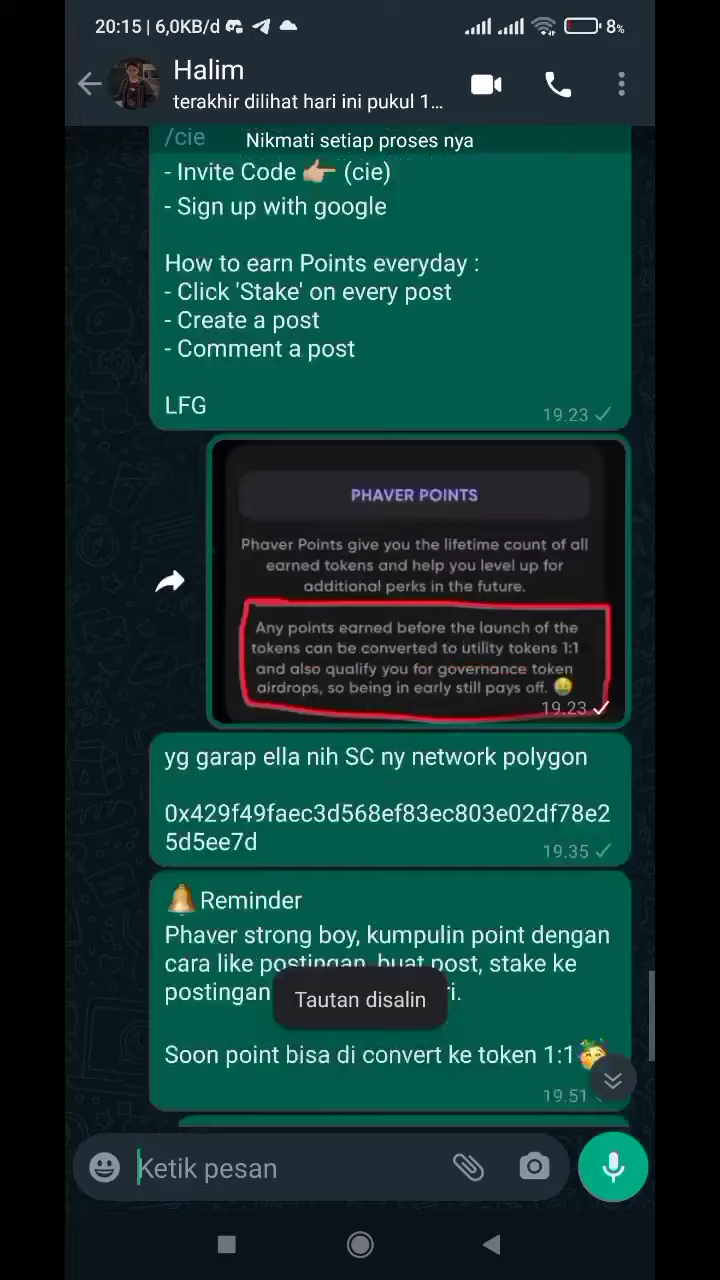 20:15 | 6,0KB/d
8%
Halim
terakhir dilihat hari ini pukul 1...
/cie
Nikmati setiap proses nya
- Invite Code 👉🏼 (cie)
- Sign up with google
How to earn Points everyday :
- Click 'Stake' on every post
- Create a post
- Comment a post
LFG
19.23
PHAVER POINTS
Phaver Points give you the lifetime count of all
earned tokens and help you level up for
additional perks in the future.
Any points earned before the launch of the
tokens can be converted to utility tokens 1:1
and also qualify you for governance token
airdrops, so being in early still pays off. 🤑
19.23
yg garap ella nih SC ny network polygon
0x429f49faec3d568ef83ec803e02df78e2
5d5ee7d
19.35
🔔 Reminder
Phaver strong boy, kumpulin point dengan
cara like postingan, buat post, stake ke
postingan
Tautan disalin
Soon point bisa di convert ke token 1:1🥳
19.51
Ketik pesan